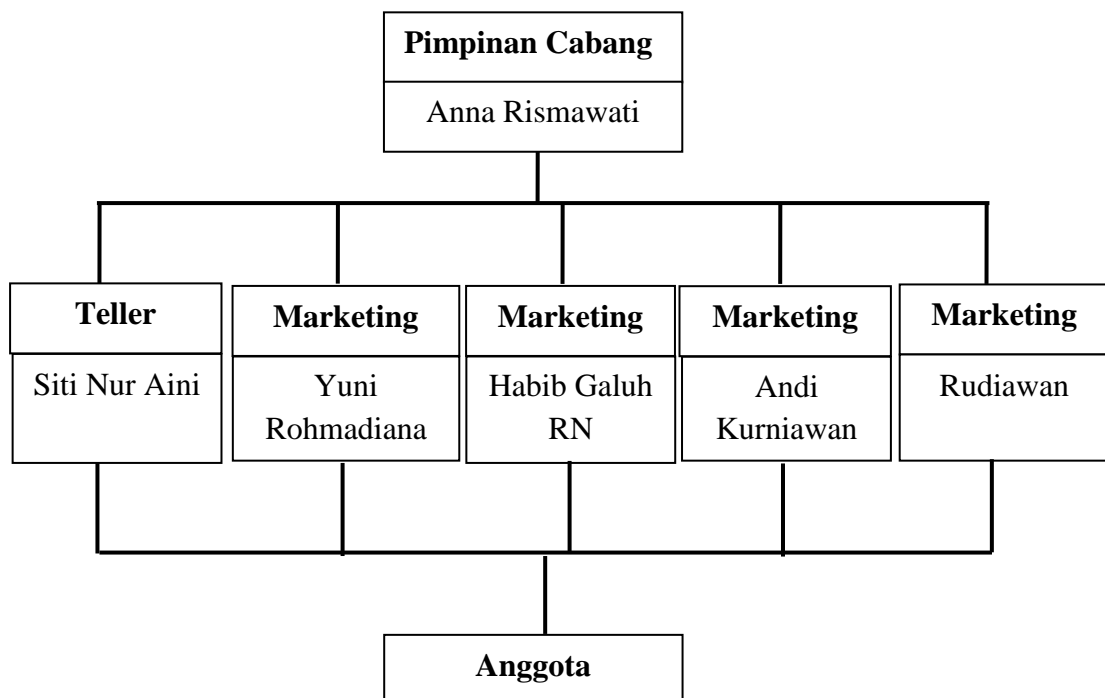 Pimpinan Cabang
Anna Rismawati
Teller
Siti Nur Aini
Marketing
Yuni
Rohmadiana
Marketing
Habib Galuh
RN
Marketing
Andi
Kurniawan
Marketing
Rudiawan
Anggota